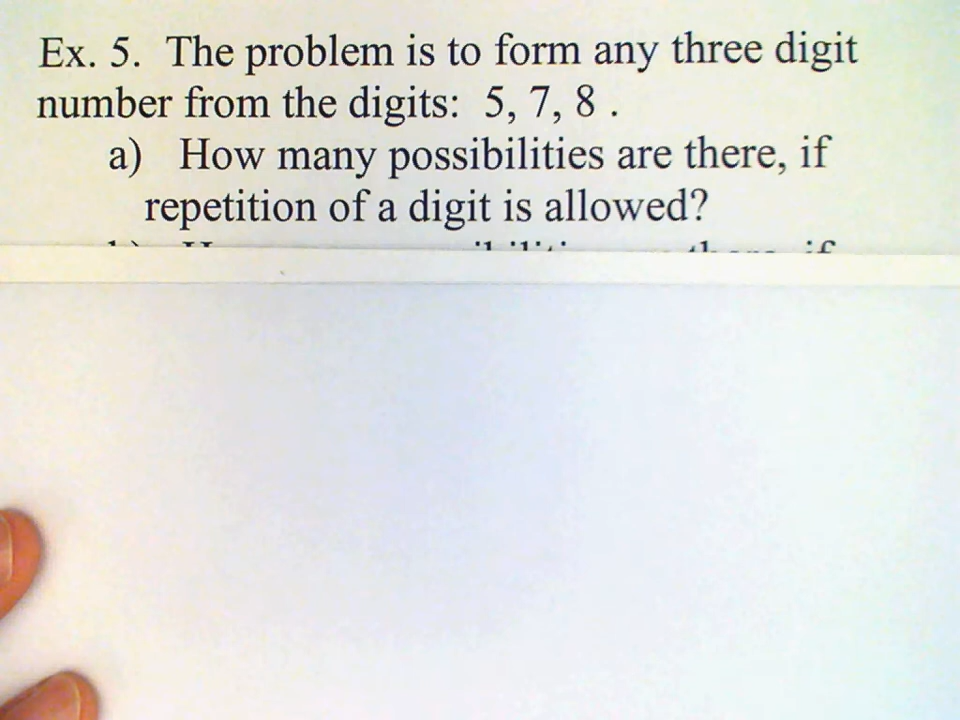 Ex. 5. The problem is to form any three digit
number from the digits: 5, 7, 8 .
a) How many possibilities are there, if
repetition of a digit is allowed?